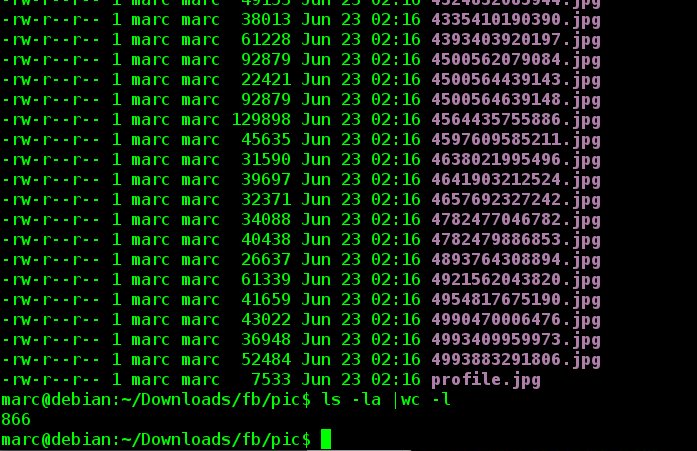 -rw-r--r-- 1 marc marc 38013 Jun 23 02:16 4335410190390.jpg
-rw-r--r-- 1 marc marc 61228 Jun 23 02:16 4393403920197.jpg
-rw-r--r-- 1 marc marc 92879 Jun 23 02:16 4500562079084.jpg
-rw-r--r-- 1 marc marc 22421 Jun 23 02:16 4500564439143.jpg
-rw-r--r-- 1 marc marc 92879 Jun 23 02:16 4500564639148.jpg
-rw-r--r-- 1 marc marc 129898 Jun 23 02:16 4564435755886.jpg
-rw-r--r-- 1 marc marc 45635 Jun 23 02:16 4597609585211.jpg
-rw-r--r-- 1 marc marc 31590 Jun 23 02:16 4638021995496.jpg
-rw-r--r-- 1 marc marc 39697 Jun 23 02:16 4641903212524.jpg
-rw-r--r-- 1 marc marc 32371 Jun 23 02:16 4657692327242.jpg
-rw-r--r-- 1 marc marc 34088 Jun 23 02:16 4782477046782.jpg
-rw-r--r-- 1 marc marc 40438 Jun 23 02:16 4782479886853.jpg
-rw-r--r-- 1 marc marc 26637 Jun 23 02:16 4893764308894.jpg
-rw-r--r-- 1 marc marc 61339 Jun 23 02:16 4921562043820.jpg
-rw-r--r-- 1 marc marc 41659 Jun 23 02:16 4954817675190.jpg
-rw-r--r-- 1 marc marc 43022 Jun 23 02:16 4990470006476.jpg
-rw-r--r-- 1 marc marc 36948 Jun 23 02:16 4993409959973.jpg
-rw-r--r-- 1 marc marc 52484 Jun 23 02:16 4993883291806.jpg
-rw-r--r-- 1 marc marc 7533 Jun 23 02:16 profile.jpg
marc@debian:~/Downloads/fb/pic$ ls -la |wc -l
866
marc@debian:~/Downloads/fb/pic$